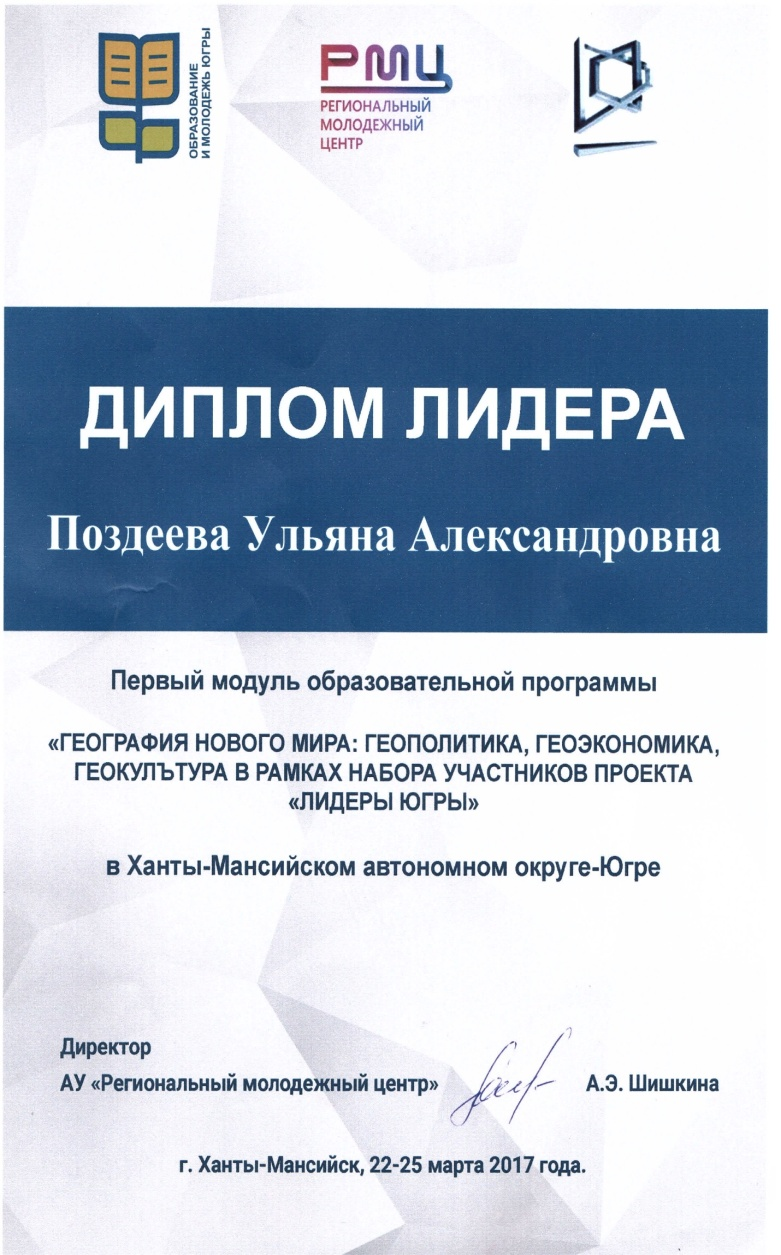 ОБРАЗОВАНИЕ
И МОЛОДЕЖЬ ЮГРЫ
РМЦ
РЕГИОНАЛЬНЫЙ
МОЛОДЕЖНЫЙ
ЦЕНТР
ДИПЛОМ ЛИДЕРА
Поздеева Ульяна Александровна
Первый модуль образовательной программы
«ГЕОГРАФИЯ НОВОГО МИРА: ГЕОПОЛИТИКА, ГЕОЭКОНОМИКА,
ГЕОКУЛЪТУРА В РАМКАХ НАБОРА УЧАСТНИКОВ ПРОЕКТА
«ЛИДЕРЫ ЮГРЫ»
в Ханты-Мансийском автономном округе-Югре
Директор
АУ «Региональный молодежный центр» А.Э. Шишкина
г. Ханты-Мансийск, 22-25 марта 2017 года.